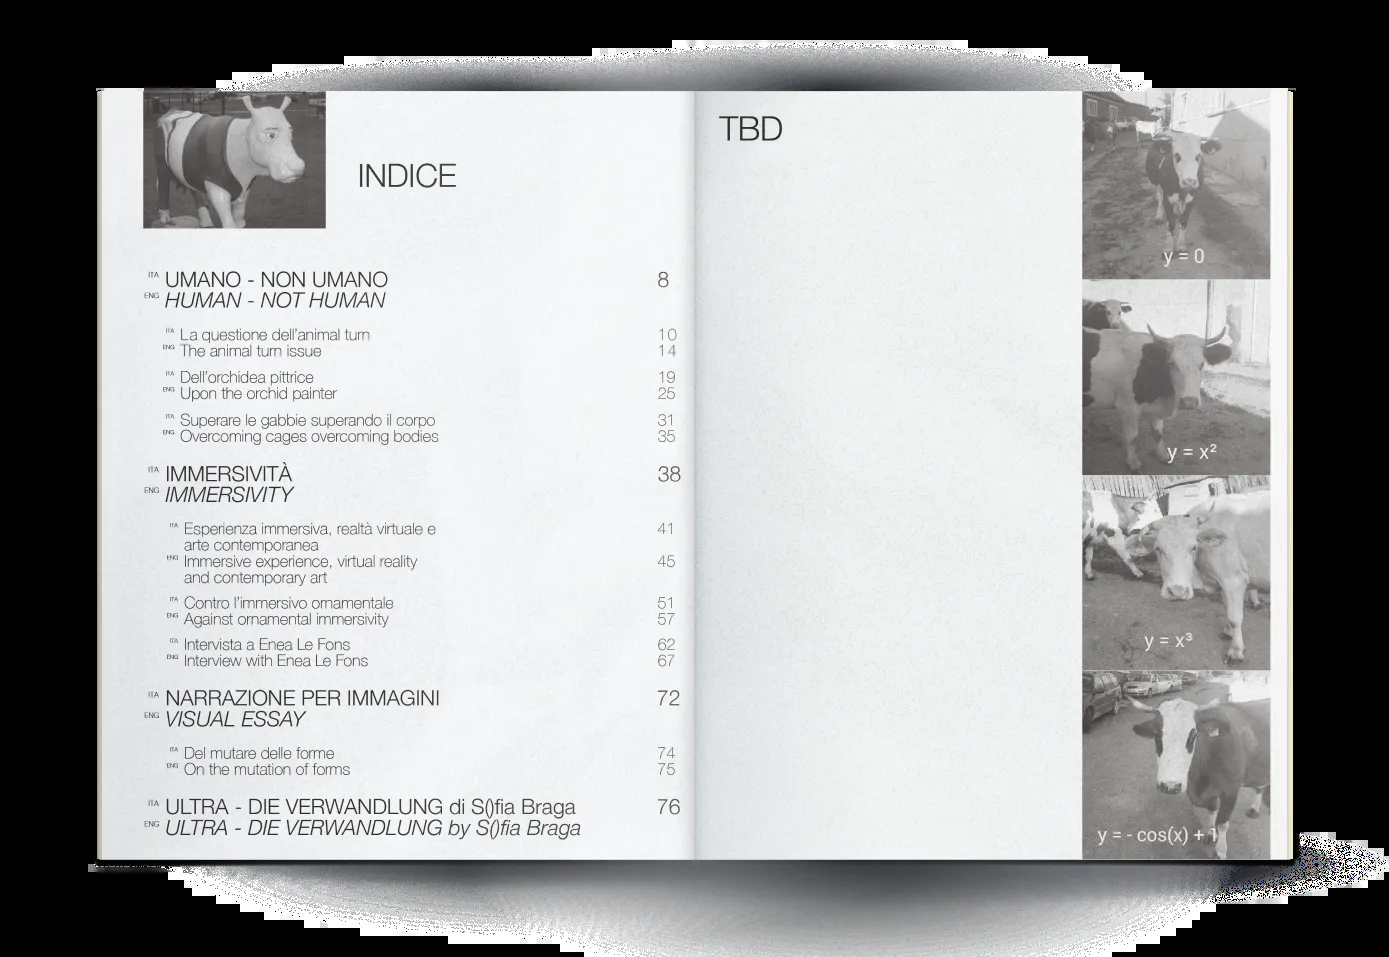 INDICE
ITA UMANO - NON UMANO 8
ENG HUMAN - NOT HUMAN
ITA La questione dell'animal turn 10
ENG The animal turn issue 14
ITA Dell'orchidea pittrice 19
ENG Upon the orchid painter 25
ITA Superare le gabbie superando il corpo 31
ENG Overcoming cages overcoming bodies 35
ITA IMMERSIVITÀ 38
ENG IMMERSIVITY
ITA Esperienza immersiva, realtà virtuale e 41
arte contemporanea
ENG Immersive experience, virtual reality 45
and contemporary art
ITA Contro l'immersivo ornamentale 51
ENG Against ornamental immersivity 57
ITA Intervista a Enea Le Fons 62
ENG Interview with Enea Le Fons 67
ITA NARRAZIONE PER IMMAGINI 72
ENG VISUAL ESSAY
ITA Del mutare delle forme 74
ENG On the mutation of forms 75
ITA ULTRA - DIE VERWANDLUNG di S()fia Braga 76
ENG ULTRA - DIE VERWANDLUNG by S()fia Braga
TBD
y = 0
y = x²
y = x³
y = - cos(x) + 1